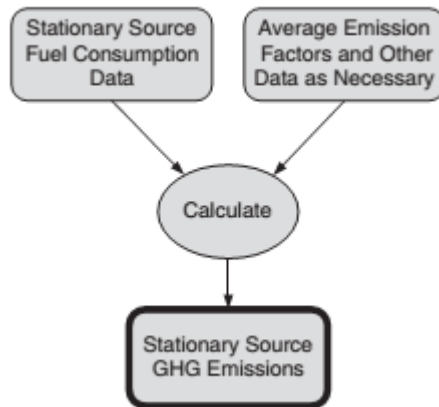 Stationary Source
Fuel Consumption
Data
Average Emission
Factors and Other
Data as Necessary
Calculate
Stationary Source
GHG Emissions